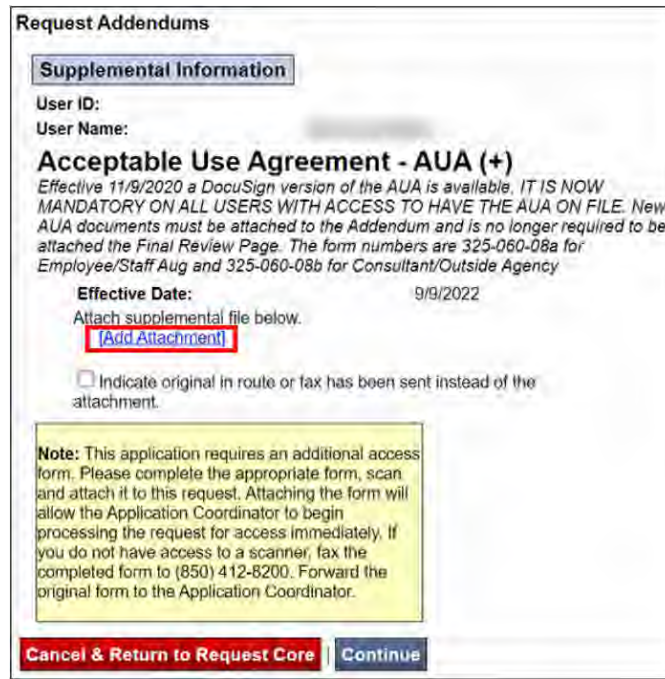 Request Addendums
Supplemental Information
User ID:
User Name:
Acceptable Use Agreement - AUA (+)
Effective 11/9/2020 a DocuSign version of the AUA is available, IT IS NOW
MANDATORY ON ALL USERS WITH ACCESS TO HAVE THE AUA ON FILE. New
AUA documents must be attached to the Addendum and is no longer required to be
attached the Final Review Page. The form numbers are 325-060-08a for
Employee/Staff Aug and 325-060-08b for Consultant/Outside Agency
Effective Date: 9/9/2022
Attach supplemental file below.
[Add Attachment]
Indicate original in route or fax has been sent instead of the
attachment.
Note: This application requires an additional access
form. Please complete the appropriate form, scan
and attach it to this request. Attaching the form will
allow the Application Coordinator to begin
processing the request for access immediately. If
you do not have access to a scanner, fax the
completed form to (850) 412-8200. Forward the
original form to the Application Coordinator.
Cancel & Return to Request Core | Continue